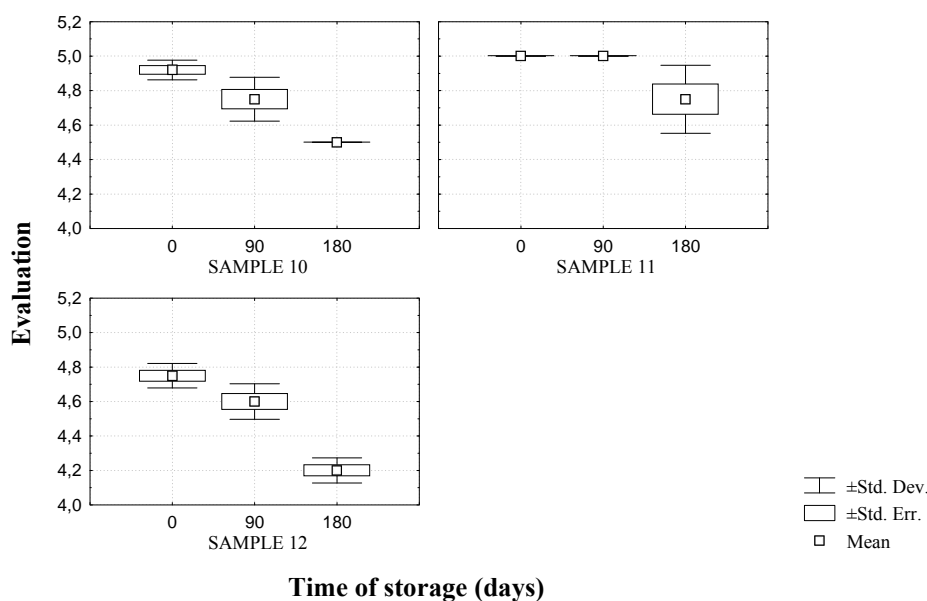 5,2
5,0
4,8
4,6
4,4
4,2
4,0
0 90 180
SAMPLE 10
0 90 180
SAMPLE 11
Evaluation
5,2
5,0
4,8
4,6
4,4
4,2
4,0
0 90 180
SAMPLE 12
±Std. Dev.
±Std. Err.
Mean
Time of storage (days)